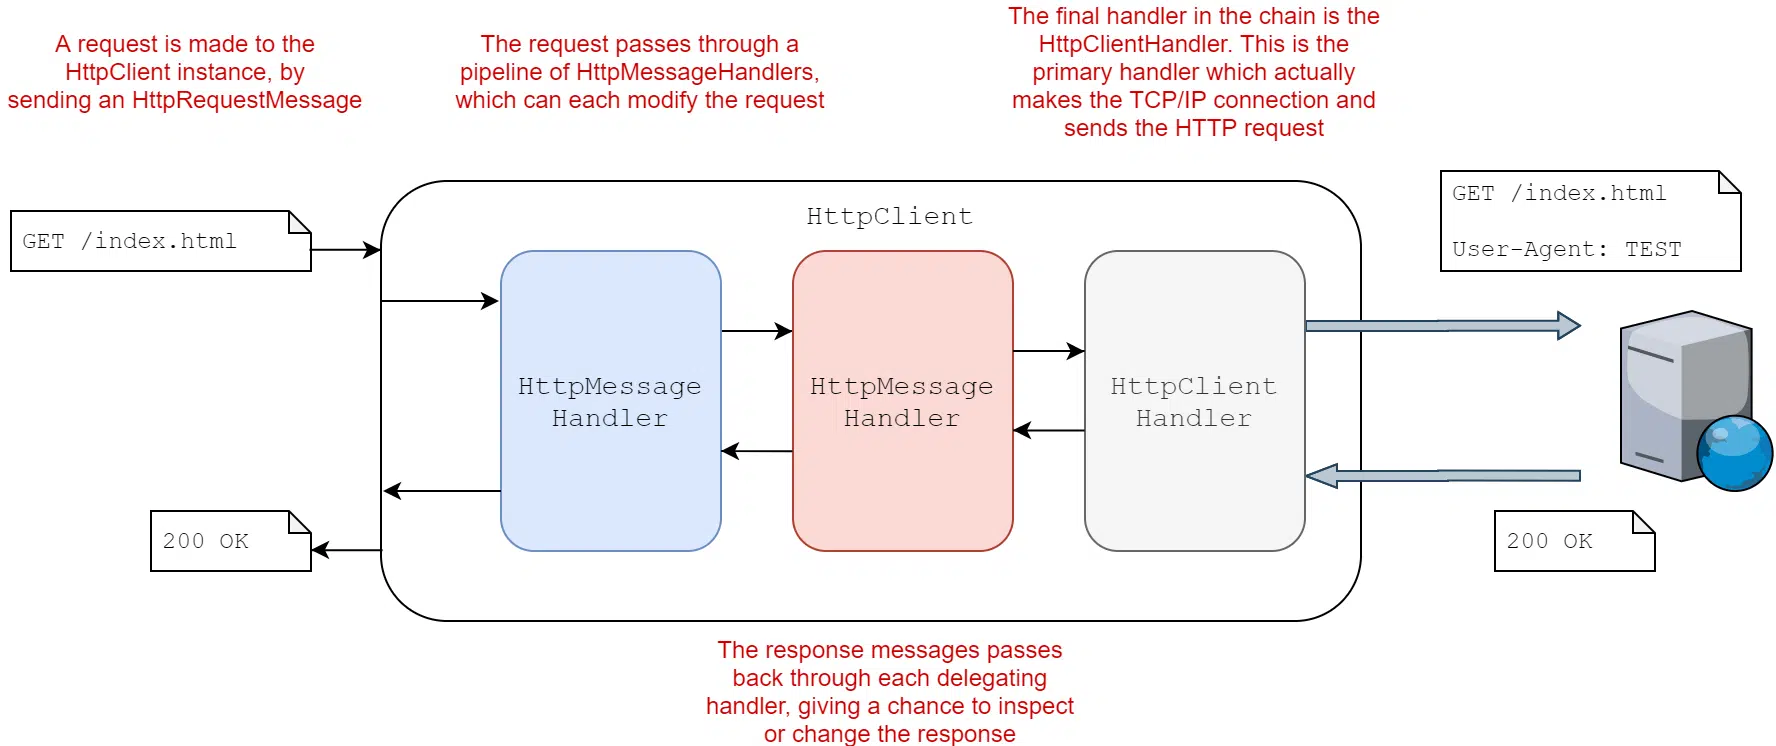 A request is made to the
HttpClient instance, by
sending an HttpRequestMessage
The request passes through a
pipeline of HttpMessageHandlers,
which can each modify the request
The final handler in the chain is the
HttpClientHandler. This is the
primary handler which actually
makes the TCP/IP connection and
sends the HTTP request
GET /index.html
HttpClient
GET /index.html
User-Agent: TEST
HttpMessage
Handler
HttpMessage
Handler
HttpClient
Handler
200 OK
200 OK
The response messages passes
back through each delegating
handler, giving a chance to inspect
or change the response